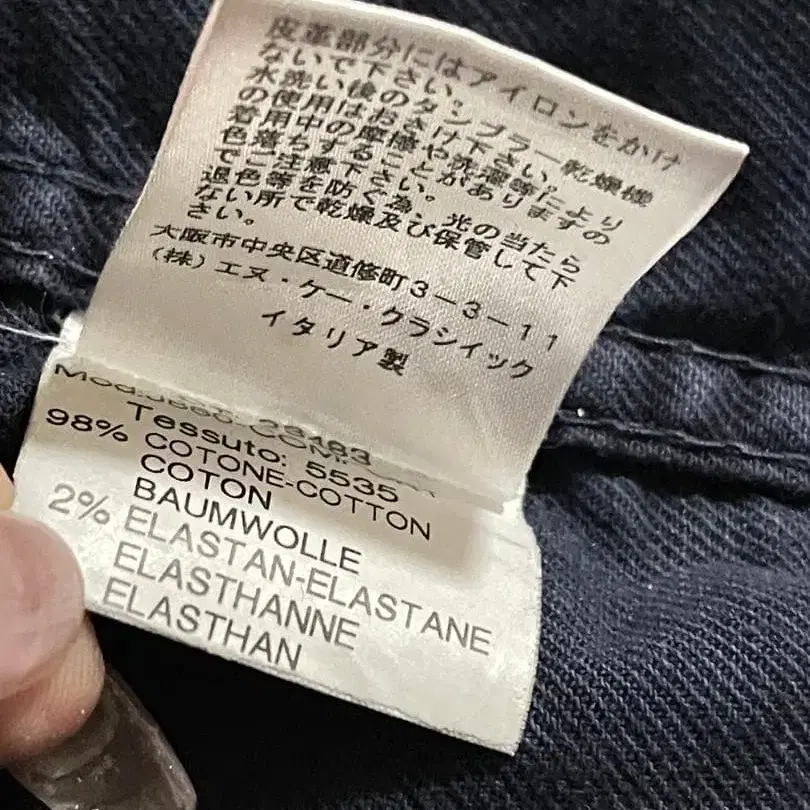 皮革部分にはアイロンをかけ
ないで下さい。
水洗い後のタンブラー乾燥機
の使用はおさけ下さい。
着用中の摩擦や洗濯等により
色落ちすることがありますの
でご注意下さい。
退色等を防ぐ為、光の当たら
ない所で乾燥及び保管して下
さい。
大阪市中央区道修町3-3-11
(株)エヌ・ケー・クラシイック
イタリア製
Tessuto: 5535
98% COTONE-COTTON
COTON
BAUMWOLLE
2% ELASTAN-ELASTANE
ELASTHANNE
ELASTHAN